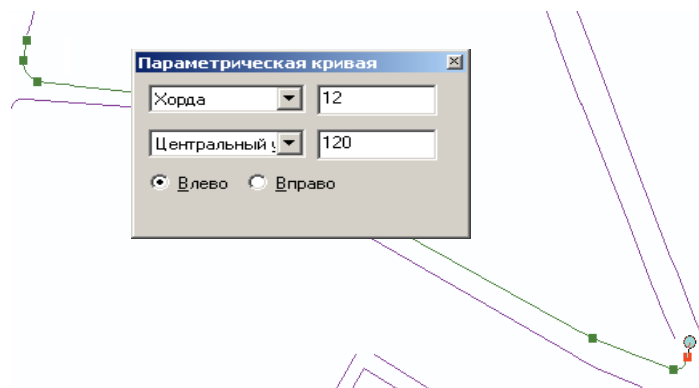 Параметрическая кривая
Хорда 12
Центральный 120
Влево Вправо